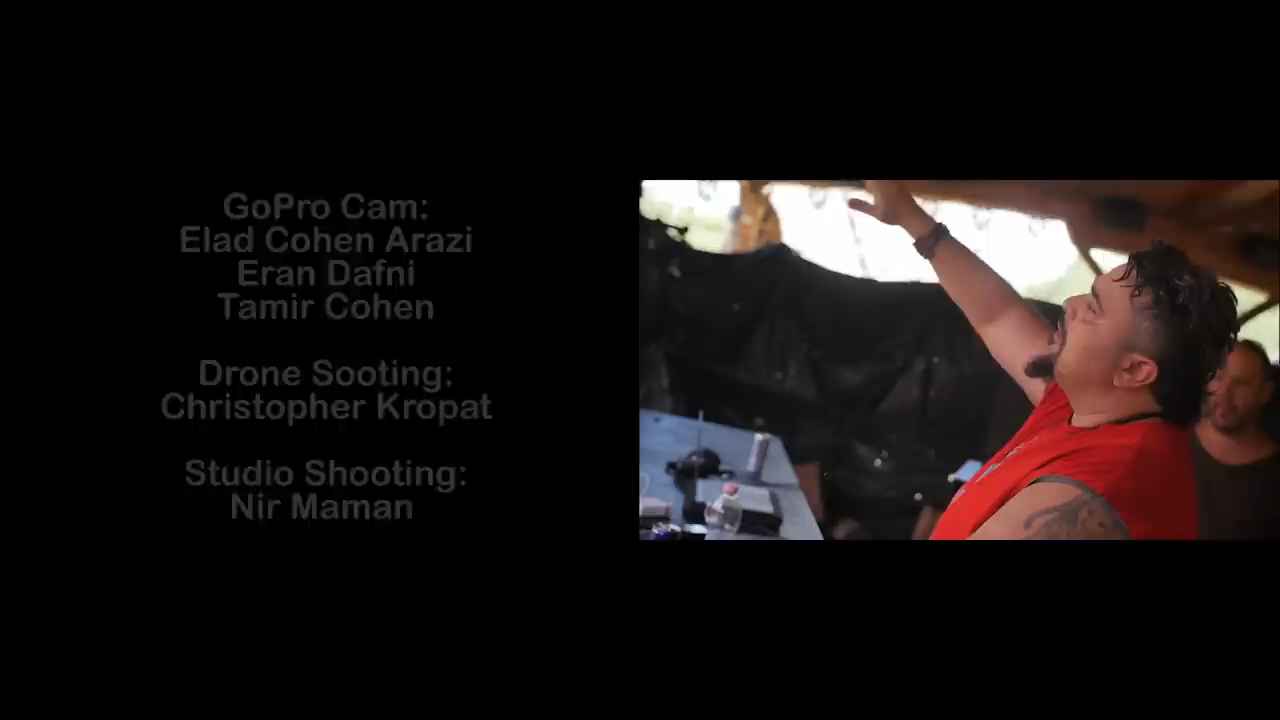 GoPro Cam:
Elad Cohen Arazi
Eran Dafni
Tamir Cohen
Drone Sooting:
Christopher Kropat
Studio Shooting:
Nir Maman